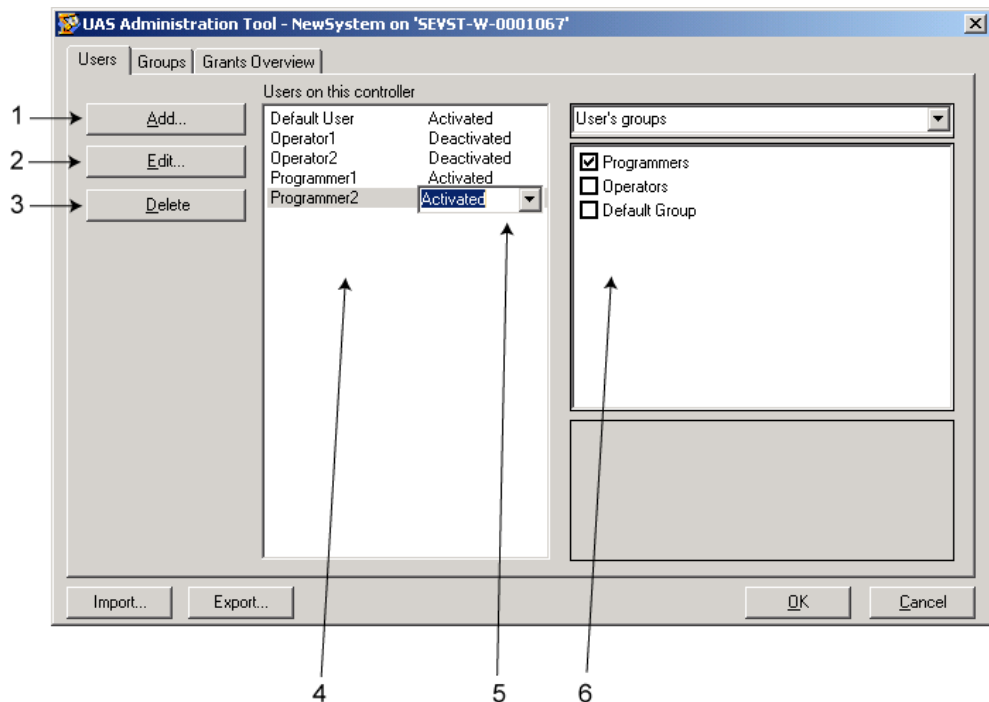 UAS Administration Tool - NewSystem on 'SEVST-W-0001067'
Users Groups Grants Overview
Users on this controller
1 Add...
2 Edit...
3 Delete
Default User Activated
Operator1 Deactivated
Operator2 Deactivated
Programmer1 Activated
Programmer2 Activated
User's groups
Programmers
Operators
Default Group
Import... Export... OK Cancel
4 5 6